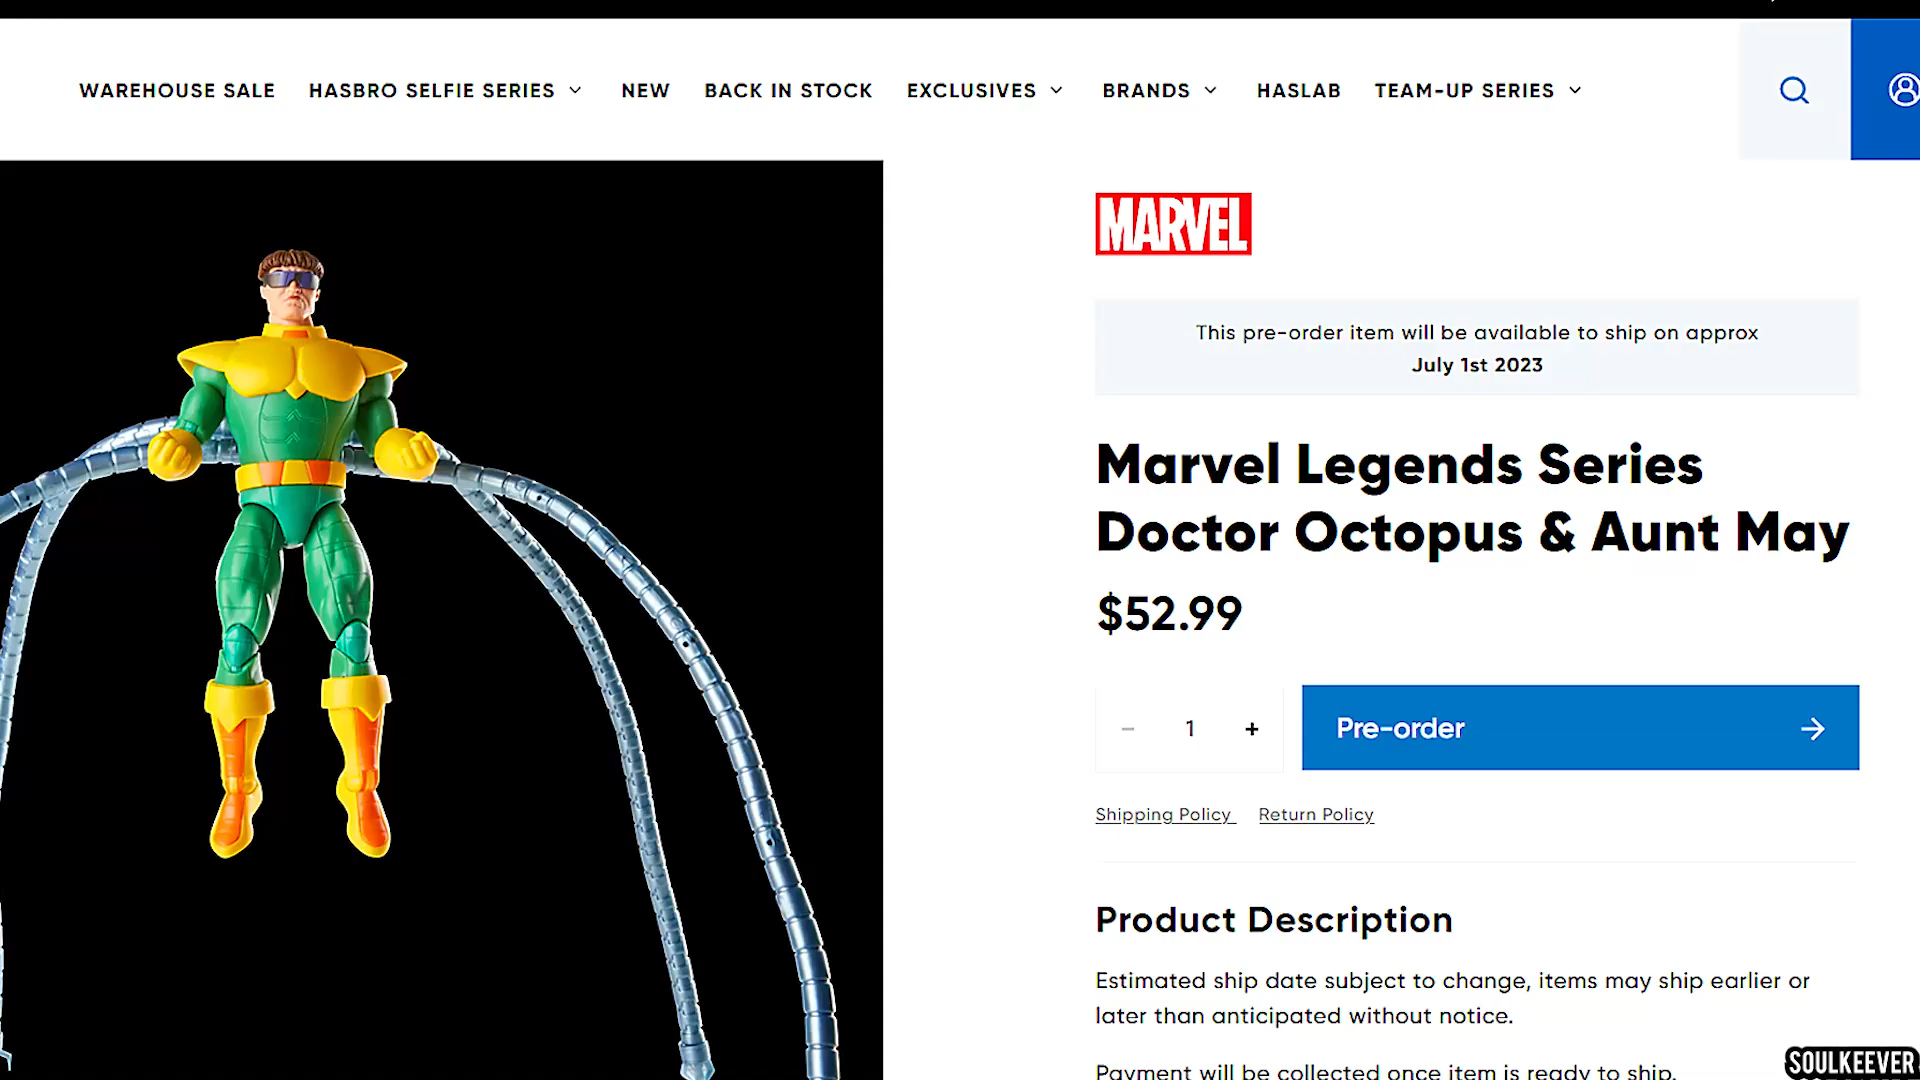 WAREHOUSE SALE HASBRO SELFIE SERIES NEW BACK IN STOCK EXCLUSIVES BRANDS HASLAB TEAM-UP SERIES
MARVEL
This pre-order item will be available to ship on approx
July 1st 2023
Marvel Legends Series
Doctor Octopus & Aunt May
$52.99
− 1 + Pre-order
Shipping Policy Return Policy
Product Description
Estimated ship date subject to change, items may ship earlier or
later than anticipated without notice.
Payment will be collected once item is ready to ship.
SOULKEEVER